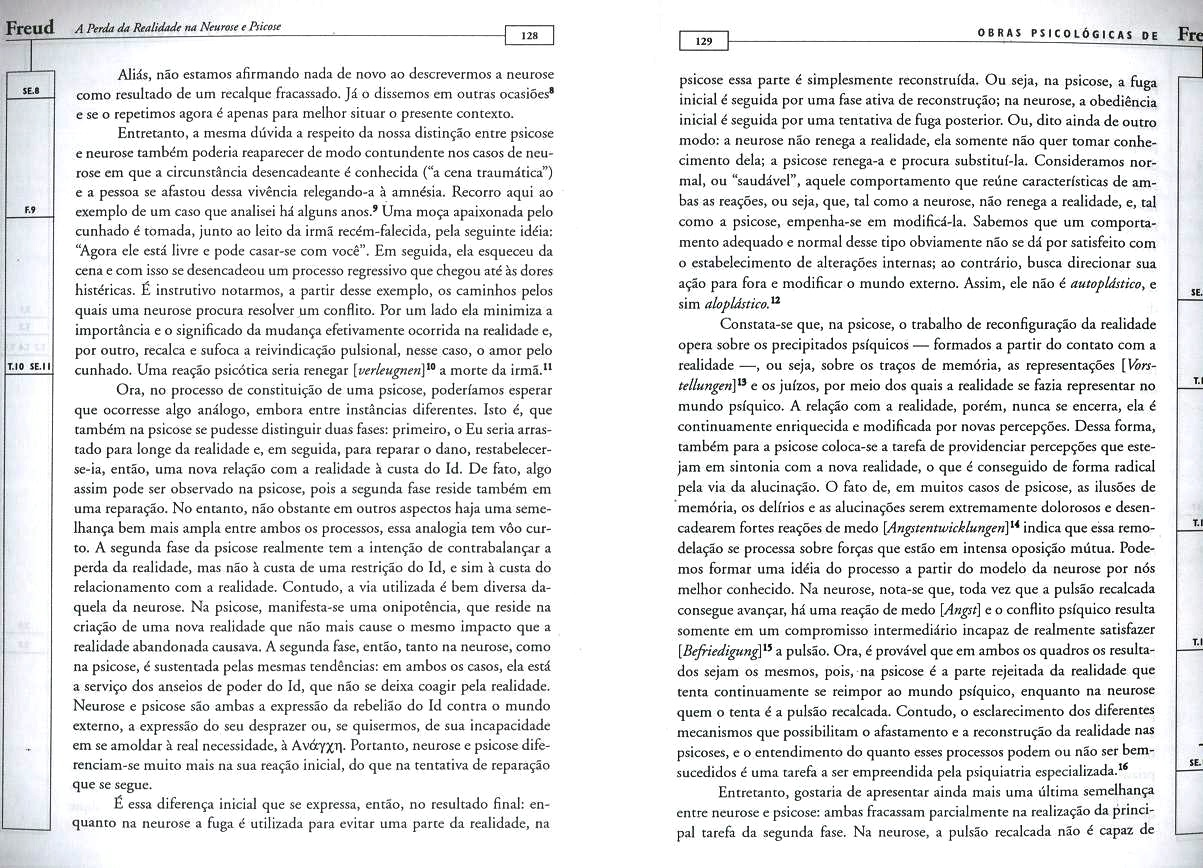 Freud A Perda da Realidade na Neurose e Psicose 128
SE.8
F.9
T.10 SE.11
Aliás, não estamos afirmando nada de novo ao descrevermos a neurose
como resultado de um recalque fracassado. Já o dissemos em outras ocasiões⁸
e se o repetimos agora é apenas para melhor situar o presente contexto.
Entretanto, a mesma dúvida a respeito da nossa distinção entre psicose
e neurose também poderia reaparecer de modo contundente nos casos de neu-
rose em que a circunstância desencadeante é conhecida (“a cena traumática”)
e a pessoa se afastou dessa vivência relegando-a à amnésia. Recorro aqui ao
exemplo de um caso que analisei há alguns anos.⁹ Uma moça apaixonada pelo
cunhado é tomada, junto ao leito da irmã recém-falecida, pela seguinte idéia:
“Agora ele está livre e pode casar-se com você”. Em seguida, ela esqueceu da
cena e com isso se desencadeou um processo regressivo que chegou até às dores
histéricas. É instrutivo notarmos, a partir desse exemplo, os caminhos pelos
quais uma neurose procura resolver um conflito. Por um lado ela minimiza a
importância e o significado da mudança efetivamente ocorrida na realidade e,
por outro, recalca e sufoca a reivindicação pulsional, nesse caso, o amor pelo
cunhado. Uma reação psicótica seria renegar [verleugnen]¹⁰ a morte da irmã.¹¹
Ora, no processo de constituição de uma psicose, poderíamos esperar
que ocorresse algo análogo, embora entre instâncias diferentes. Isto é, que
também na psicose se pudesse distinguir duas fases: primeiro, o Eu seria arras-
tado para longe da realidade e, em seguida, para reparar o dano, restabelecer-
se-ia, então, uma nova relação com a realidade à custa do Id. De fato, algo
assim pode ser observado na psicose, pois a segunda fase reside também em
uma reparação. No entanto, não obstante em outros aspectos haja uma seme-
lhança bem mais ampla entre ambos os processos, essa analogia tem vôo cur-
to. A segunda fase da psicose realmente tem a intenção de contrabalançar a
perda da realidade, mas não à custa de uma restrição do Id, e sim à custa do
relacionamento com a realidade. Contudo, a via utilizada é bem diversa da-
quela da neurose. Na psicose, manifesta-se uma onipotência, que reside na
criação de uma nova realidade que não mais cause o mesmo impacto que a
realidade abandonada causava. A segunda fase, então, tanto na neurose, como
na psicose, é sustentada pelas mesmas tendências: em ambos os casos, ela está
a serviço dos anseios de poder do Id, que não se deixa coagir pela realidade.
Neurose e psicose são ambas a expressão da rebelião do Id contra o mundo
externo, a expressão do seu desprazer ou, se quisermos, de sua incapacidade
em se amoldar à real necessidade, à Ανάγχη. Portanto, neurose e psicose dife-
renciam-se muito mais na sua reação inicial, do que na tentativa de reparação
que se segue.
É essa diferença inicial que se expressa, então, no resultado final: en-
quanto na neurose a fuga é utilizada para evitar uma parte da realidade, na
129 OBRAS PSICOLÓGICAS DE Fre
psicose essa parte é simplesmente reconstruída. Ou seja, na psicose, a fuga
inicial é seguida por uma fase ativa de reconstrução; na neurose, a obediência
inicial é seguida por uma tentativa de fuga posterior. Ou, dito ainda de outro
modo: a neurose não renega a realidade, ela somente não quer tomar conhe-
cimento dela; a psicose renega-a e procura substituí-la. Consideramos nor-
mal, ou “saudável”, aquele comportamento que reúne características de am-
bas as reações, ou seja, que, tal como a neurose, não renega a realidade, e, tal
como a psicose, empenha-se em modificá-la. Sabemos que um comporta-
mento adequado e normal desse tipo obviamente não se dá por satisfeito com
o estabelecimento de alterações internas; ao contrário, busca direcionar sua
ação para fora e modificar o mundo externo. Assim, ele não é autoplástico, e
sim aloplástico.¹²
Constata-se que, na psicose, o trabalho de reconfiguração da realidade
opera sobre os precipitados psíquicos — formados a partir do contato com a
realidade —, ou seja, sobre os traços de memória, as representações [Vors-
tellungen]¹³ e os juízos, por meio dos quais a realidade se fazia representar no
mundo psíquico. A relação com a realidade, porém, nunca se encerra, ela é
continuamente enriquecida e modificada por novas percepções. Dessa forma,
também para a psicose coloca-se a tarefa de providenciar percepções que este-
jam em sintonia com a nova realidade, o que é conseguido de forma radical
pela via da alucinação. O fato de, em muitos casos de psicose, as ilusões de
memória, os delírios e as alucinações serem extremamente dolorosos e desen-
cadearem fortes reações de medo [Angstentwicklungen]¹⁴ indica que essa remo-
delação se processa sobre forças que estão em intensa oposição mútua. Pode-
mos formar uma idéia do processo a partir do modelo da neurose por nós
melhor conhecido. Na neurose, nota-se que, toda vez que a pulsão recalcada
consegue avançar, há uma reação de medo [Angst] e o conflito psíquico resulta
somente em um compromisso intermediário incapaz de realmente satisfazer
[Befriedigung]¹⁵ a pulsão. Ora, é provável que em ambos os quadros os resulta-
dos sejam os mesmos, pois, na psicose é a parte rejeitada da realidade que
tenta continuamente se reimpor ao mundo psíquico, enquanto na neurose
quem o tenta é a pulsão recalcada. Contudo, o esclarecimento dos diferentes
mecanismos que possibilitam o afastamento e a reconstrução da realidade nas
psicoses, e o entendimento do quanto esses processos podem ou não ser bem-
sucedidos é uma tarefa a ser empreendida pela psiquiatria especializada.¹⁶
Entretanto, gostaria de apresentar ainda mais uma última semelhança
entre neurose e psicose: ambas fracassam parcialmente na realização da princi-
pal tarefa da segunda fase. Na neurose, a pulsão recalcada não é capaz de
SE.
T.1
T.1
T.1
SE.